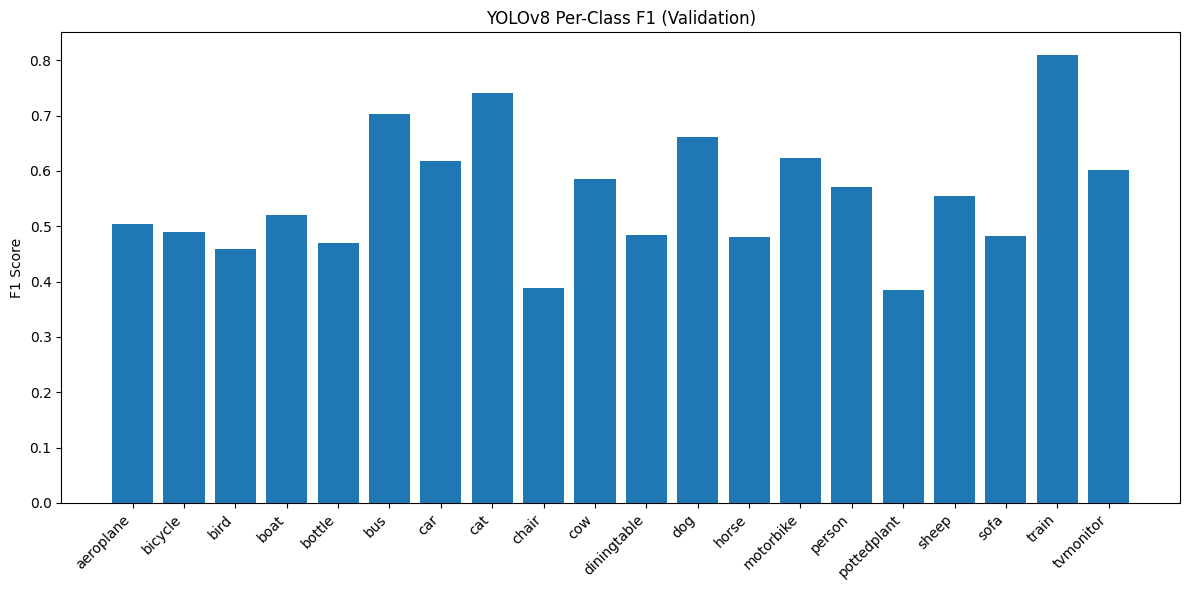 YOLOv8 Per-Class F1 (Validation)
F1 Score
0.8
0.7
0.6
0.5
0.4
0.3
0.2
0.1
0.0
aeroplane
bicycle
bird
boat
bottle
bus
car
cat
chair
cow
diningtable
dog
horse
motorbike
person
pottedplant
sheep
sofa
train
tvmonitor